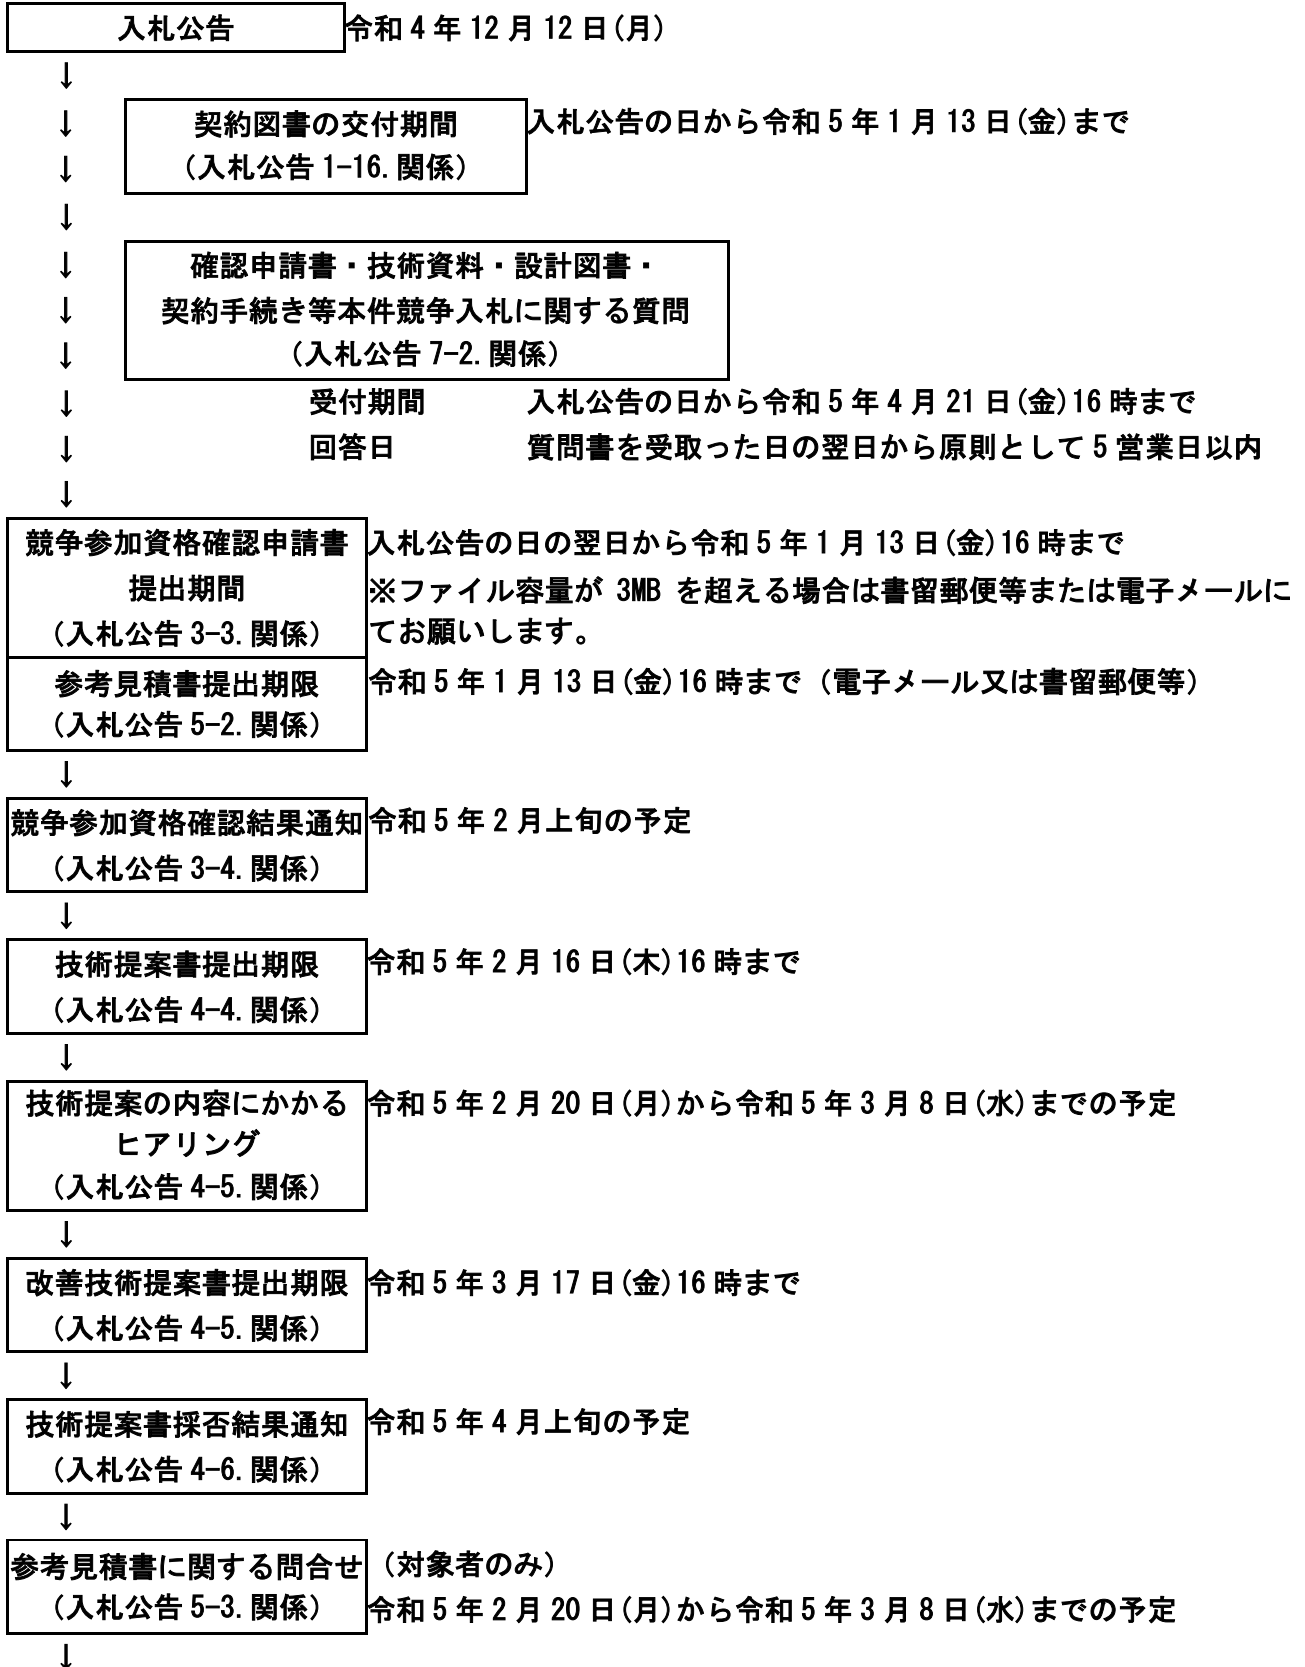 入札公告 令和4年12月12日(月)
↓
↓ 契約図書の交付期間 入札公告の日から令和5年1月13日(金)まで
↓ (入札公告1-16.関係)
↓
↓ 確認申請書・技術資料・設計図書・
↓ 契約手続き等本件競争入札に関する質問
↓ (入札公告7-2.関係)
↓ 受付期間 入札公告の日から令和5年4月21日(金)16時まで
↓ 回答日 質問書を受取った日の翌日から原則として5営業日以内
↓
競争参加資格確認申請書 入札公告の日の翌日から令和5年1月13日(金)16時まで
提出期間 ※ファイル容量が 3MB を超える場合は書留郵便等または電子メールに
(入札公告3-3.関係) てお願いします。
参考見積書提出期限 令和5年1月13日(金)16時まで（電子メール又は書留郵便等）
(入札公告5-2.関係)
↓
競争参加資格確認結果通知 令和5年2月上旬の予定
(入札公告3-4.関係)
↓
技術提案書提出期限 令和5年2月16日(木)16時まで
(入札公告4-4.関係)
↓
技術提案の内容にかかる 令和5年2月20日(月)から令和5年3月8日(水)までの予定
ヒアリング
(入札公告4-5.関係)
↓
改善技術提案書提出期限 令和5年3月17日(金)16時まで
(入札公告4-5.関係)
↓
技術提案書採否結果通知 令和5年4月上旬の予定
(入札公告4-6.関係)
↓
参考見積書に関する問合せ （対象者のみ）
(入札公告5-3.関係) 令和5年2月20日(月)から令和5年3月8日(水)までの予定
↓